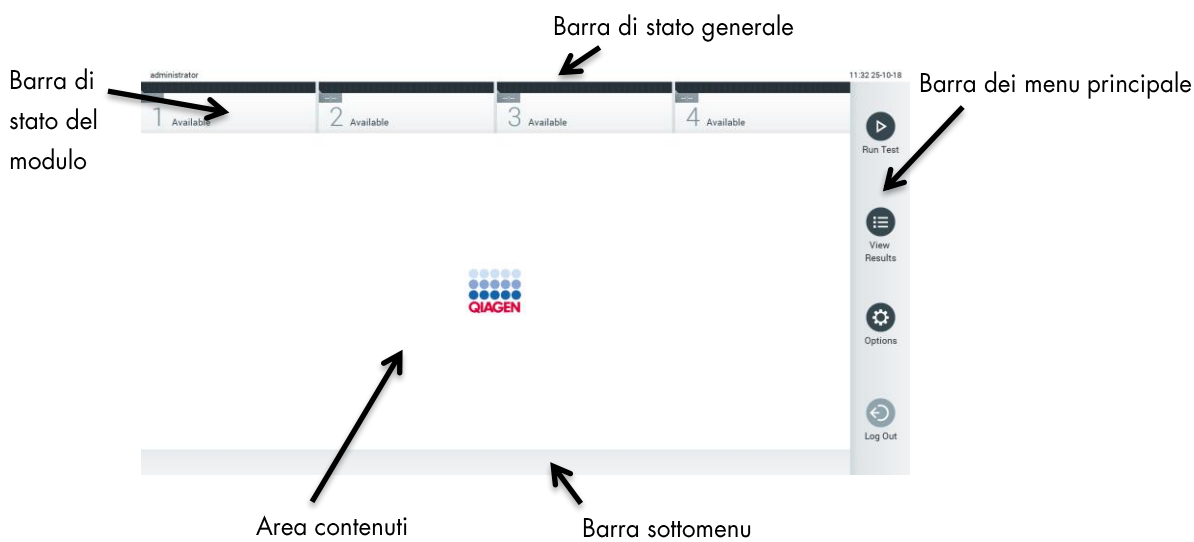 Barra di stato generale
Barra di
stato del
modulo
Barra dei menu principale
administrator
11:32 25-10-18
1 Available
2 Available
3 Available
4 Available
Run Test
View
Results
Options
Log Out
QIAGEN
Area contenuti
Barra sottomenu